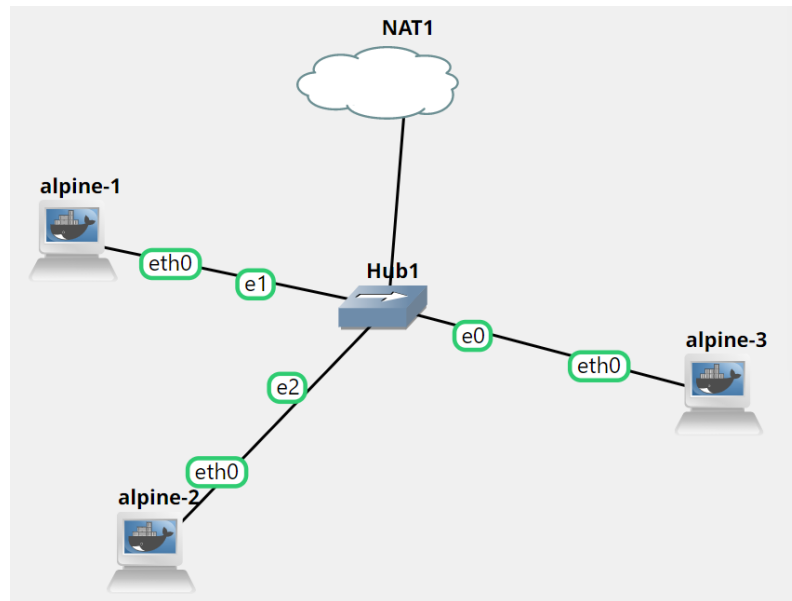 NAT1
alpine-1
eth0
e1
Hub1
e0
eth0
alpine-3
e2
eth0
alpine-2